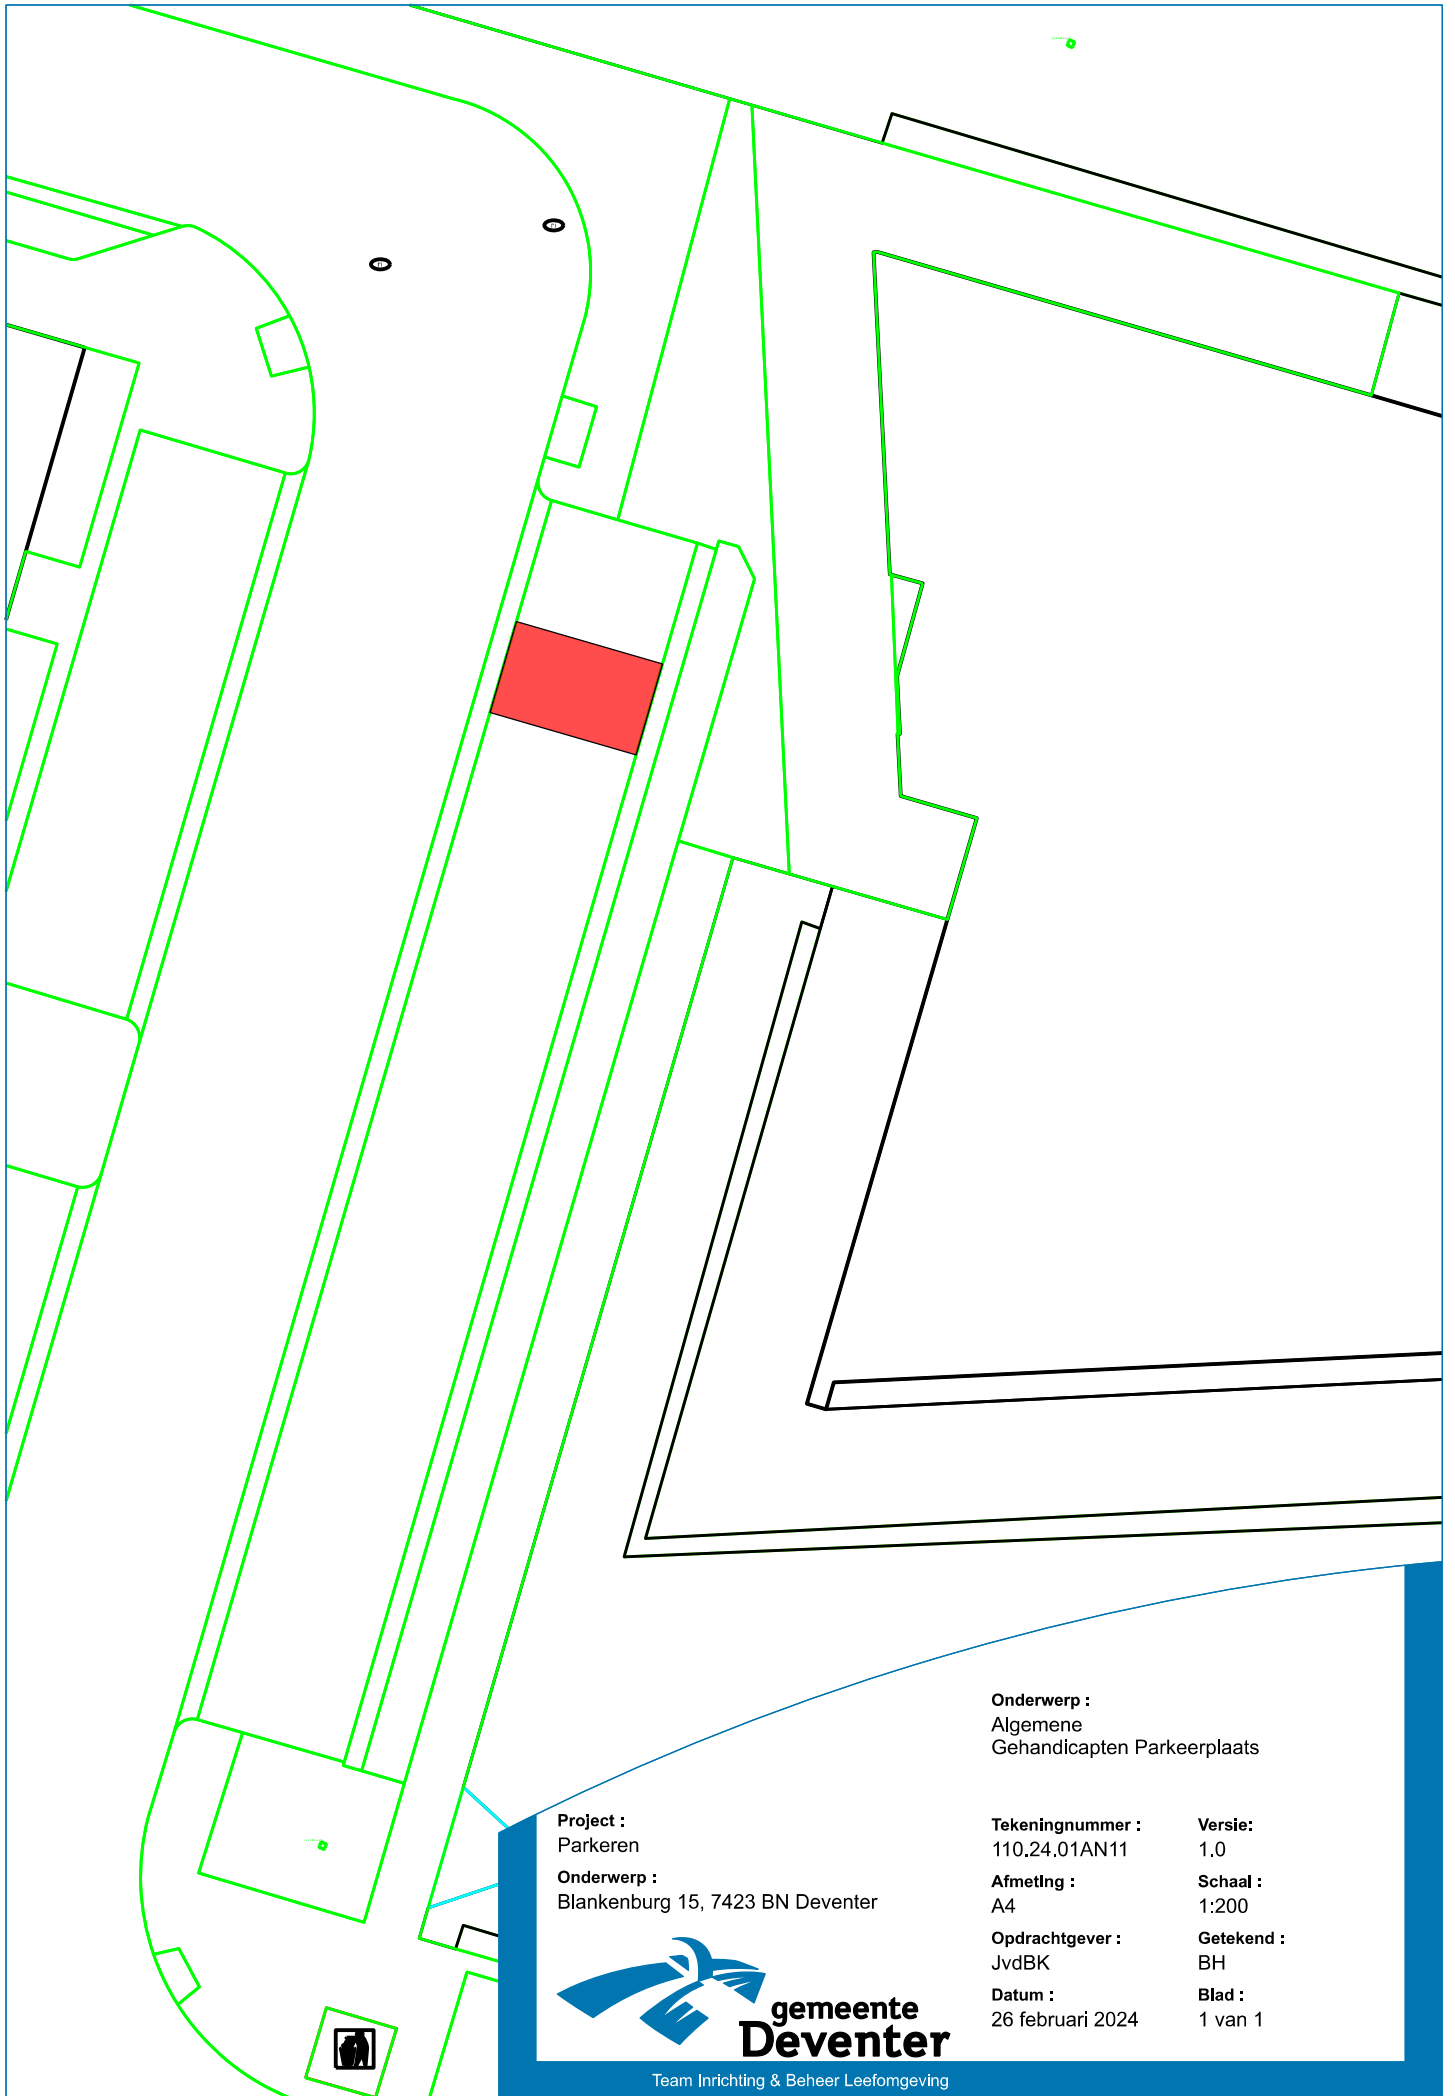 Onderwerp :
Algemene
Gehandicapten Parkeerplaats
Project :
Parkeren
Onderwerp :
Blankenburg 15, 7423 BN Deventer
Tekeningnummer :
110.24.01AN11
Versie:
1.0
Afmeting :
A4
Schaal :
1:200
Opdrachtgever :
JvdBK
Getekend :
BH
Datum :
26 februari 2024
Blad :
1 van 1
gemeente
Deventer
Team Inrichting & Beheer Leefomgeving